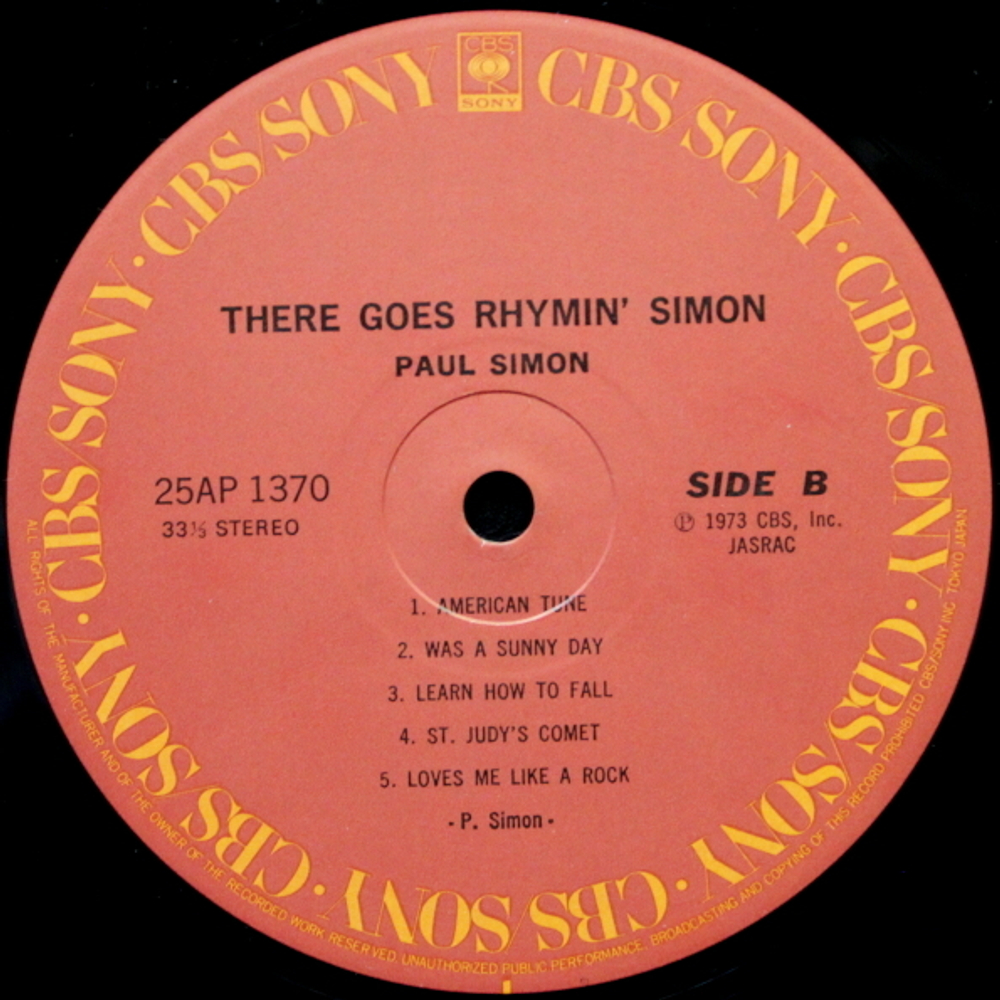 CBS
SONY
CBS/SONY · CBS/SONY · CBS/SONY · CBS/SONY · CBS/SONY · CBS/SONY · CBS/SONY · CBS/SONY
THERE GOES RHYMIN' SIMON
PAUL SIMON
25AP 1370
33⅓ STEREO
SIDE B
Ⓟ 1973 CBS, Inc.
JASRAC
1. AMERICAN TUNE
2. WAS A SUNNY DAY
3. LEARN HOW TO FALL
4. ST. JUDY'S COMET
5. LOVES ME LIKE A ROCK
- P. Simon -
ALL RIGHTS OF THE MANUFACTURER AND OF THE OWNER OF THE RECORDED WORK RESERVED. UNAUTHORIZED PUBLIC PERFORMANCE, BROADCASTING AND COPYING OF THIS RECORD PROHIBITED CBS/SONY INC. TOKYO JAPAN